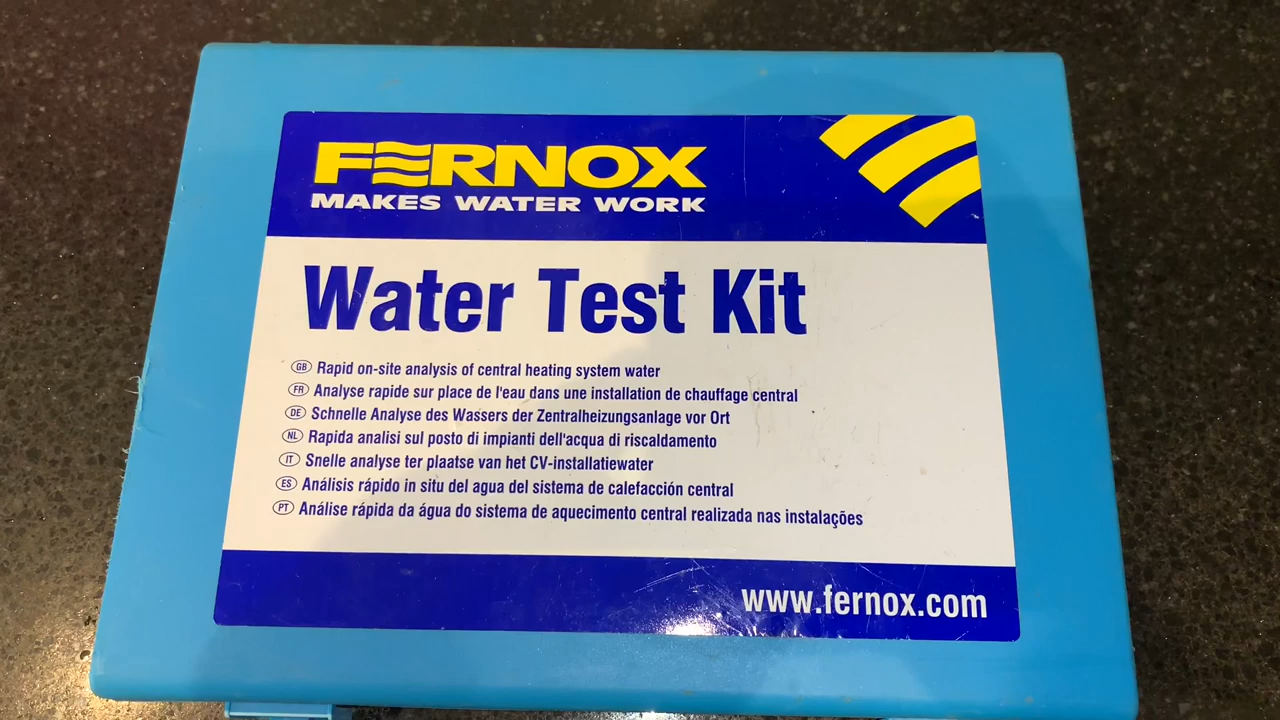 FERNOX
MAKES WATER WORK
Water Test Kit
GB Rapid on-site analysis of central heating system water
FR Analyse rapide sur place de l'eau dans une installation de chauffage central
DE Schnelle Analyse des Wassers der Zentralheizungsanlage vor Ort
NL Rapida analisi sul posto di impianti dell'acqua di riscaldamento
IT Snelle analyse ter plaatse van het CV-installatiewater
ES Análisis rápido in situ del agua del sistema de calefacción central
PT Análise rápida da água do sistema de aquecimento central realizada nas instalações
www.fernox.com